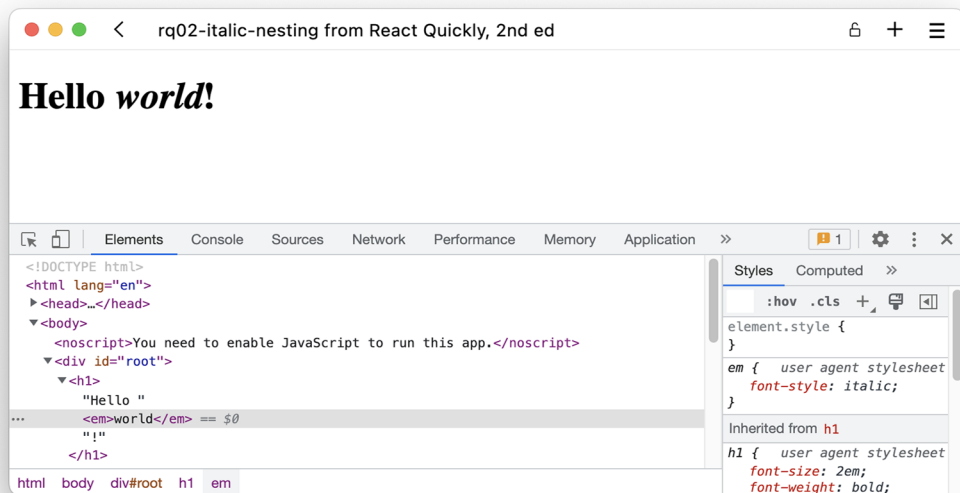 rq02-italic-nesting from React Quickly, 2nd ed
Hello world!
Elements Console Sources Network Performance Memory Application » 1
<!DOCTYPE html>
<html lang="en">
<head>…</head>
<body>
<noscript>You need to enable JavaScript to run this app.</noscript>
<div id="root">
<h1>
"Hello "
<em>world</em> == $0
"!"
</h1>
html body div#root h1 em
Styles Computed »
:hov .cls +
element.style {
}
em { user agent stylesheet
font-style: italic;
}
Inherited from h1
h1 { user agent stylesheet
font-size: 2em;
font-weight: bold;